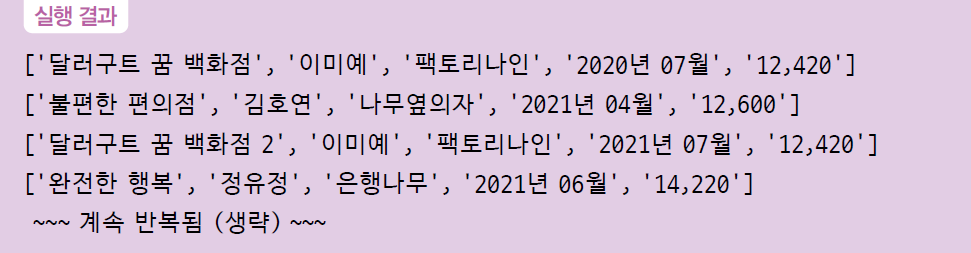 실행 결과
['달러구트 꿈 백화점', '이미예', '팩토리나인', '2020년 07월', '12,420']
['불편한 편의점', '김호연', '나무옆의자', '2021년 04월', '12,600']
['달러구트 꿈 백화점 2', '이미예', '팩토리나인', '2021년 07월', '12,420']
['완전한 행복', '정유정', '은행나무', '2021년 06월', '14,220']
~~~ 계속 반복됨 (생략) ~~~